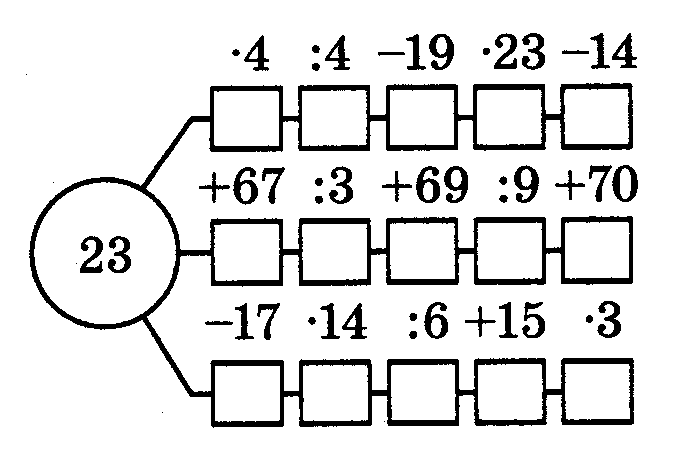 ·4 :4 –19 ·23 –14
+67 :3 +69 :9 +70
23
–17 ·14 :6 +15 ·3